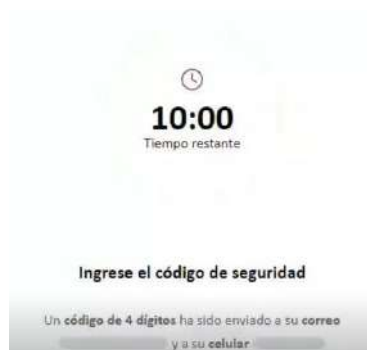 10:00
Tiempo restante
Ingrese el código de seguridad
Un código de 4 dígitos ha sido enviado a su correo
y a su celular